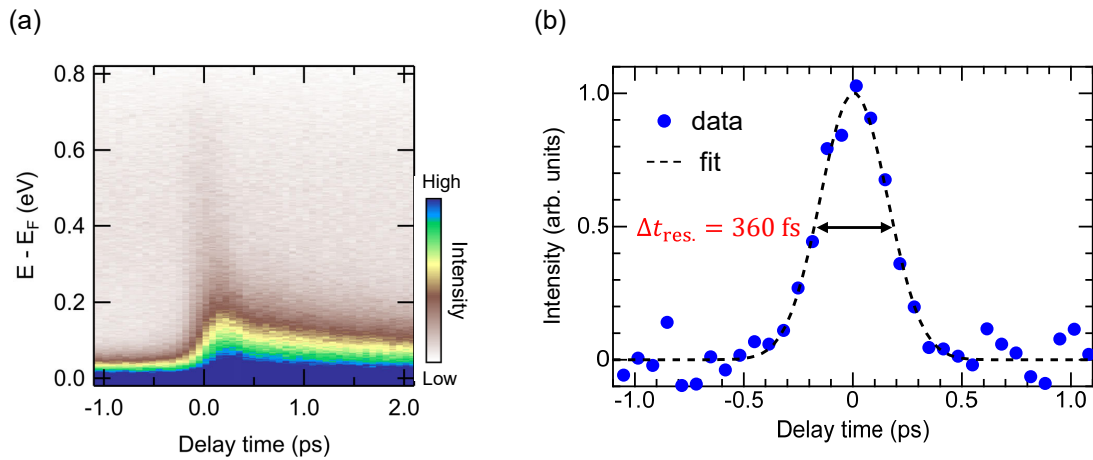 (a)
0.8
0.6
0.4
0.2
0.0
E - E_F (eV)
-1.0
0.0
1.0
2.0
Delay time (ps)
High
Intensity
Low
(b)
1.0
0.5
0
Intensity (arb. units)
data
fit
Δt_res. = 360 fs
-1.0
-0.5
0
0.5
1.0
Delay time (ps)